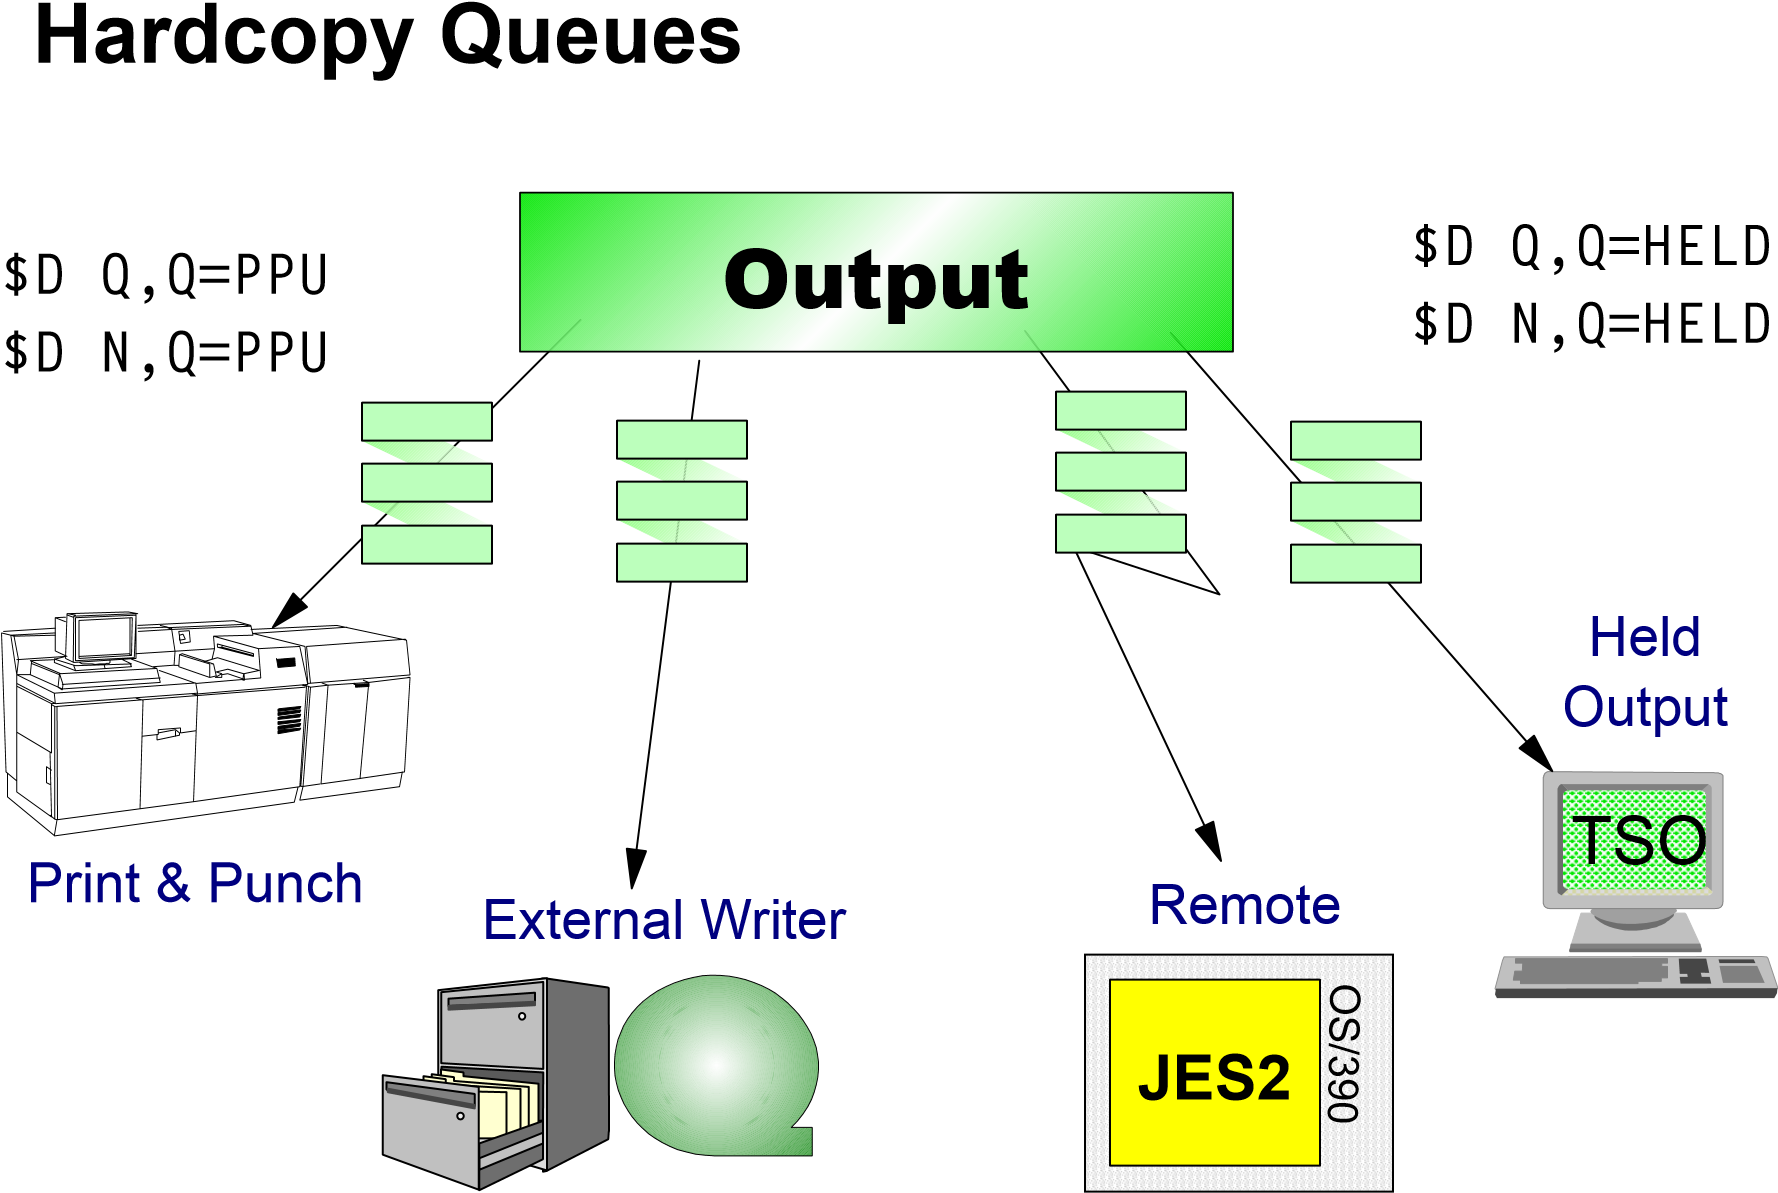 Hardcopy Queues
Output
$D Q,Q=PPU
$D N,Q=PPU
$D Q,Q=HELD
$D N,Q=HELD
Held
Output
TSO
Print & Punch
External Writer
Remote
JES2
OS/390